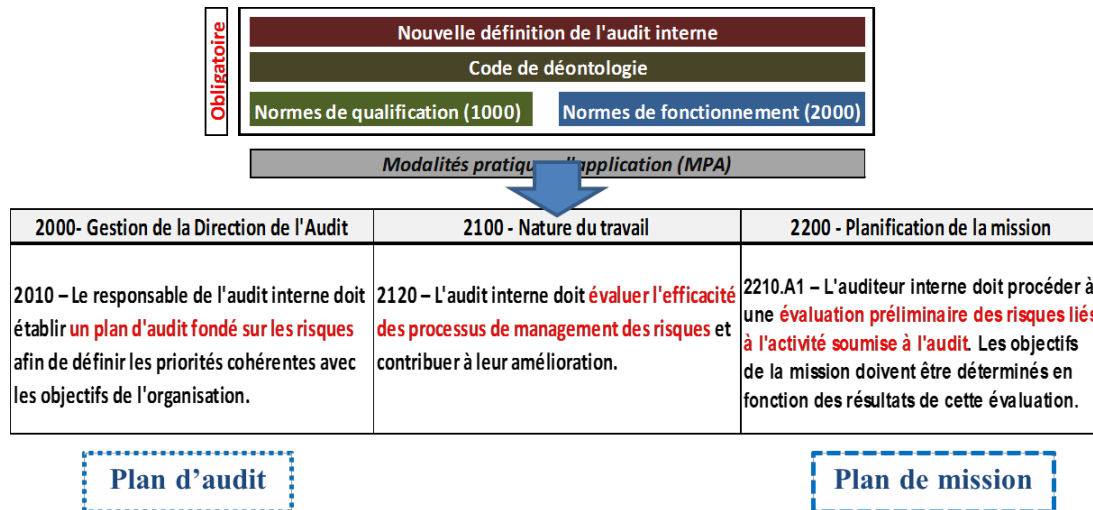 Obligatoire
Nouvelle définition de l'audit interne
Code de déontologie
Normes de qualification (1000)
Normes de fonctionnement (2000)
Modalités pratiques d'application (MPA)
2000- Gestion de la Direction de l'Audit
2100 - Nature du travail
2200 - Planification de la mission
2010 – Le responsable de l'audit interne doit
établir un plan d'audit fondé sur les risques
afin de définir les priorités cohérentes avec
les objectifs de l'organisation.
2120 – L'audit interne doit évaluer l'efficacité
des processus de management des risques et
contribuer à leur amélioration.
2210.A1 – L'auditeur interne doit procéder à
une évaluation préliminaire des risques liés
à l'activité soumise à l'audit. Les objectifs
de la mission doivent être déterminés en
fonction des résultats de cette évaluation.
Plan d'audit
Plan de mission